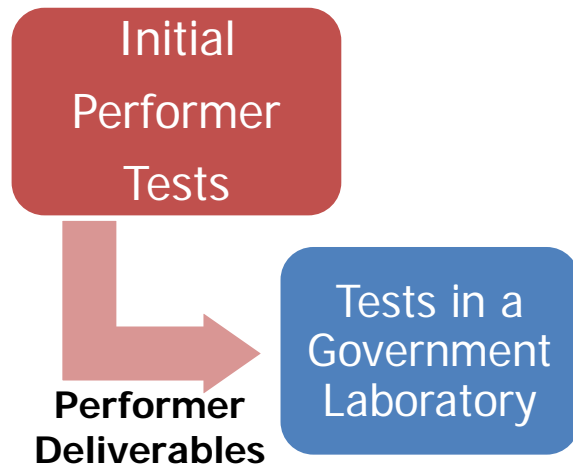 Initial
Performer
Tests
Tests in a
Government
Laboratory
Performer
Deliverables